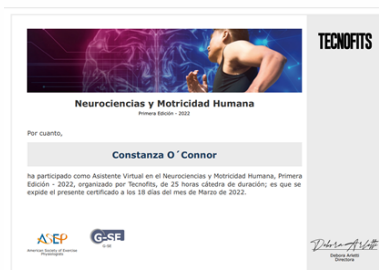 TECNOFITS
Neurociencias y Motricidad Humana
Primera Edición - 2022
Por cuanto,
Constanza O´Connor
ha participado como Asistente Virtual en el Neurociencias y Motricidad Humana, Primera
Edición - 2022, organizado por Tecnofits, de 25 horas cátedra de duración; es que se
expide el presente certificado a los 18 días del mes de Marzo de 2022.
ASEP
American Society of Exercise
Physiologists
G-SE
G-SE
Debora Arlotti
Debora Arlotti
Directora